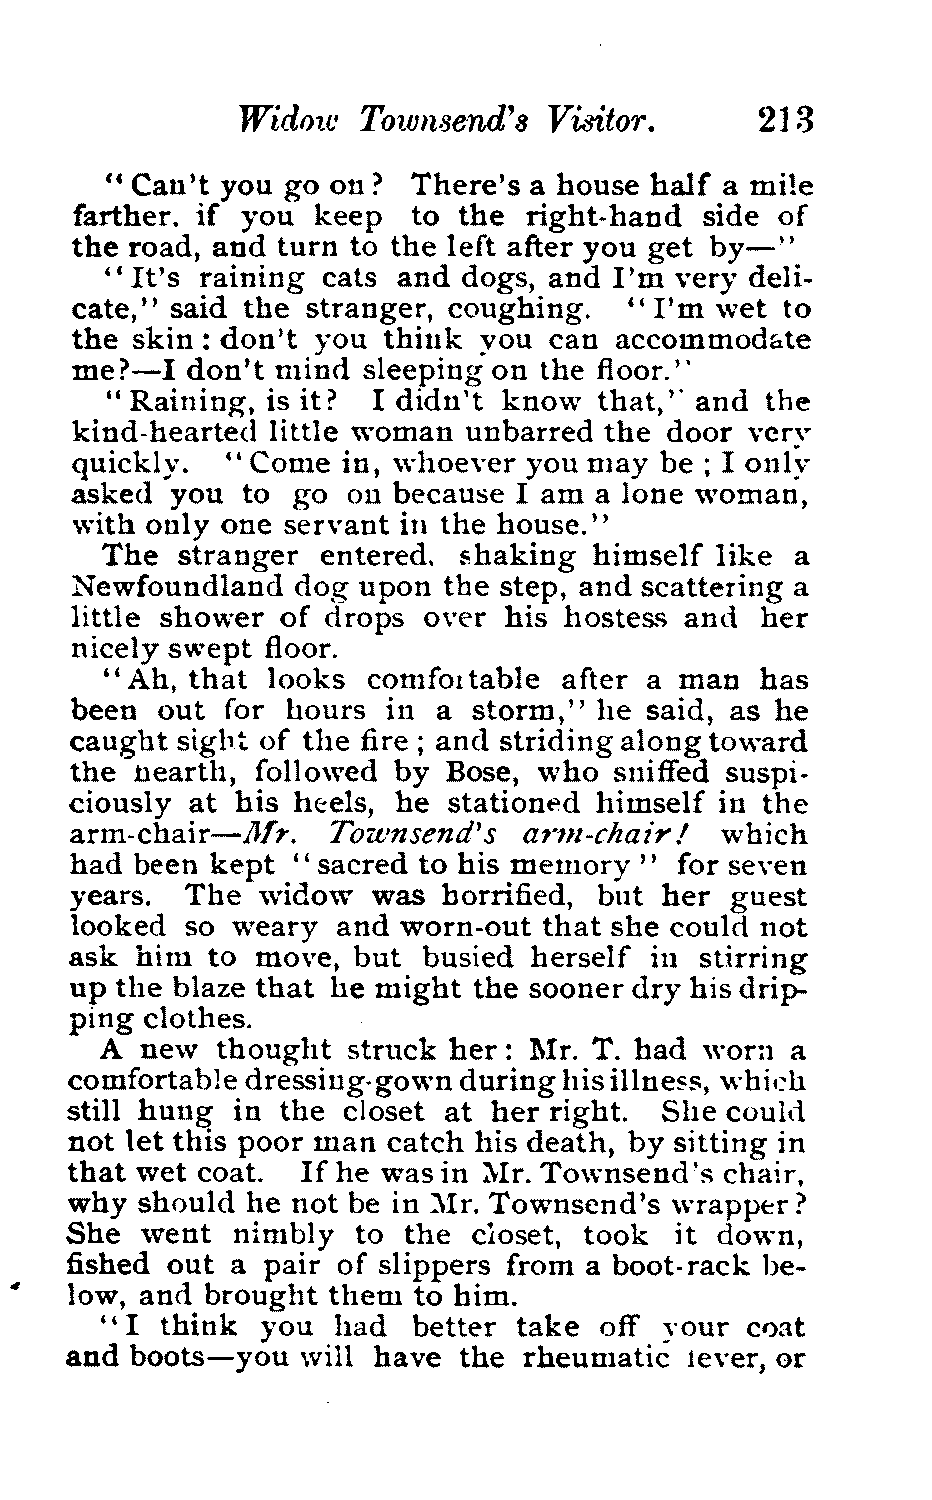 Widow Townsend's Visitor. 213
"Can't you go on? There's a house half a mile
farther. if you keep to the right-hand side of
the road, and turn to the left after you get by—"
"It's raining cats and dogs, and I'm very deli-
cate," said the stranger, coughing. "I'm wet to
the skin: don't you think you can accommodate
me?—I don't mind sleeping on the floor."
"Raining, is it? I didn't know that," and the
kind-hearted little woman unbarred the door very
quickly. "Come in, whoever you may be; I only
asked you to go on because I am a lone woman,
with only one servant in the house."
The stranger entered, shaking himself like a
Newfoundland dog upon the step, and scattering a
little shower of drops over his hostess and her
nicely swept floor.
"Ah, that looks comfortable after a man has
been out for hours in a storm," he said, as he
caught sight of the fire; and striding along toward
the hearth, followed by Bose, who sniffed suspi-
ciously at his heels, he stationed himself in the
arm-chair—Mr. Townsend's arm-chair! which
had been kept "sacred to his memory" for seven
years. The widow was horrified, but her guest
looked so weary and worn-out that she could not
ask him to move, but busied herself in stirring
up the blaze that he might the sooner dry his drip-
ping clothes.
A new thought struck her: Mr. T. had worn a
comfortable dressing-gown during his illness, which
still hung in the closet at her right. She could
not let this poor man catch his death, by sitting in
that wet coat. If he was in Mr. Townsend's chair,
why should he not be in Mr. Townsend's wrapper?
She went nimbly to the closet, took it down,
fished out a pair of slippers from a boot-rack be-
low, and brought them to him.
"I think you had better take off your coat
and boots—you will have the rheumatic fever, or